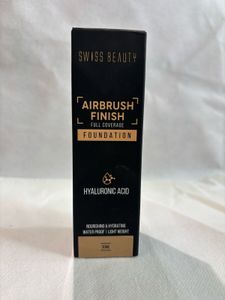 SWISS BEAUTY
AIRBRUSH
FINISH
FULL COVERAGE
FOUNDATION
HYALURONIC ACID
NOURISHING & HYDRATING
WATER PROOF | LIGHT WEIGHT